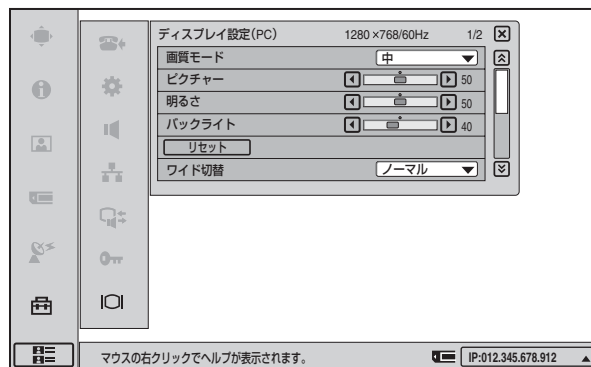 ディスプレイ設定(PC) 1280 ×768/60Hz 1/2
画質モード 中
ピクチャー 50
明るさ 50
バックライト 40
リセット
ワイド切替 ノーマル
マウスの右クリックでヘルプが表示されます。 IP:012.345.678.912